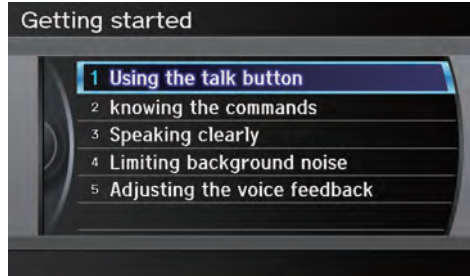 Getting started
1 Using the talk button
2 knowing the commands
3 Speaking clearly
4 Limiting background noise
5 Adjusting the voice feedback